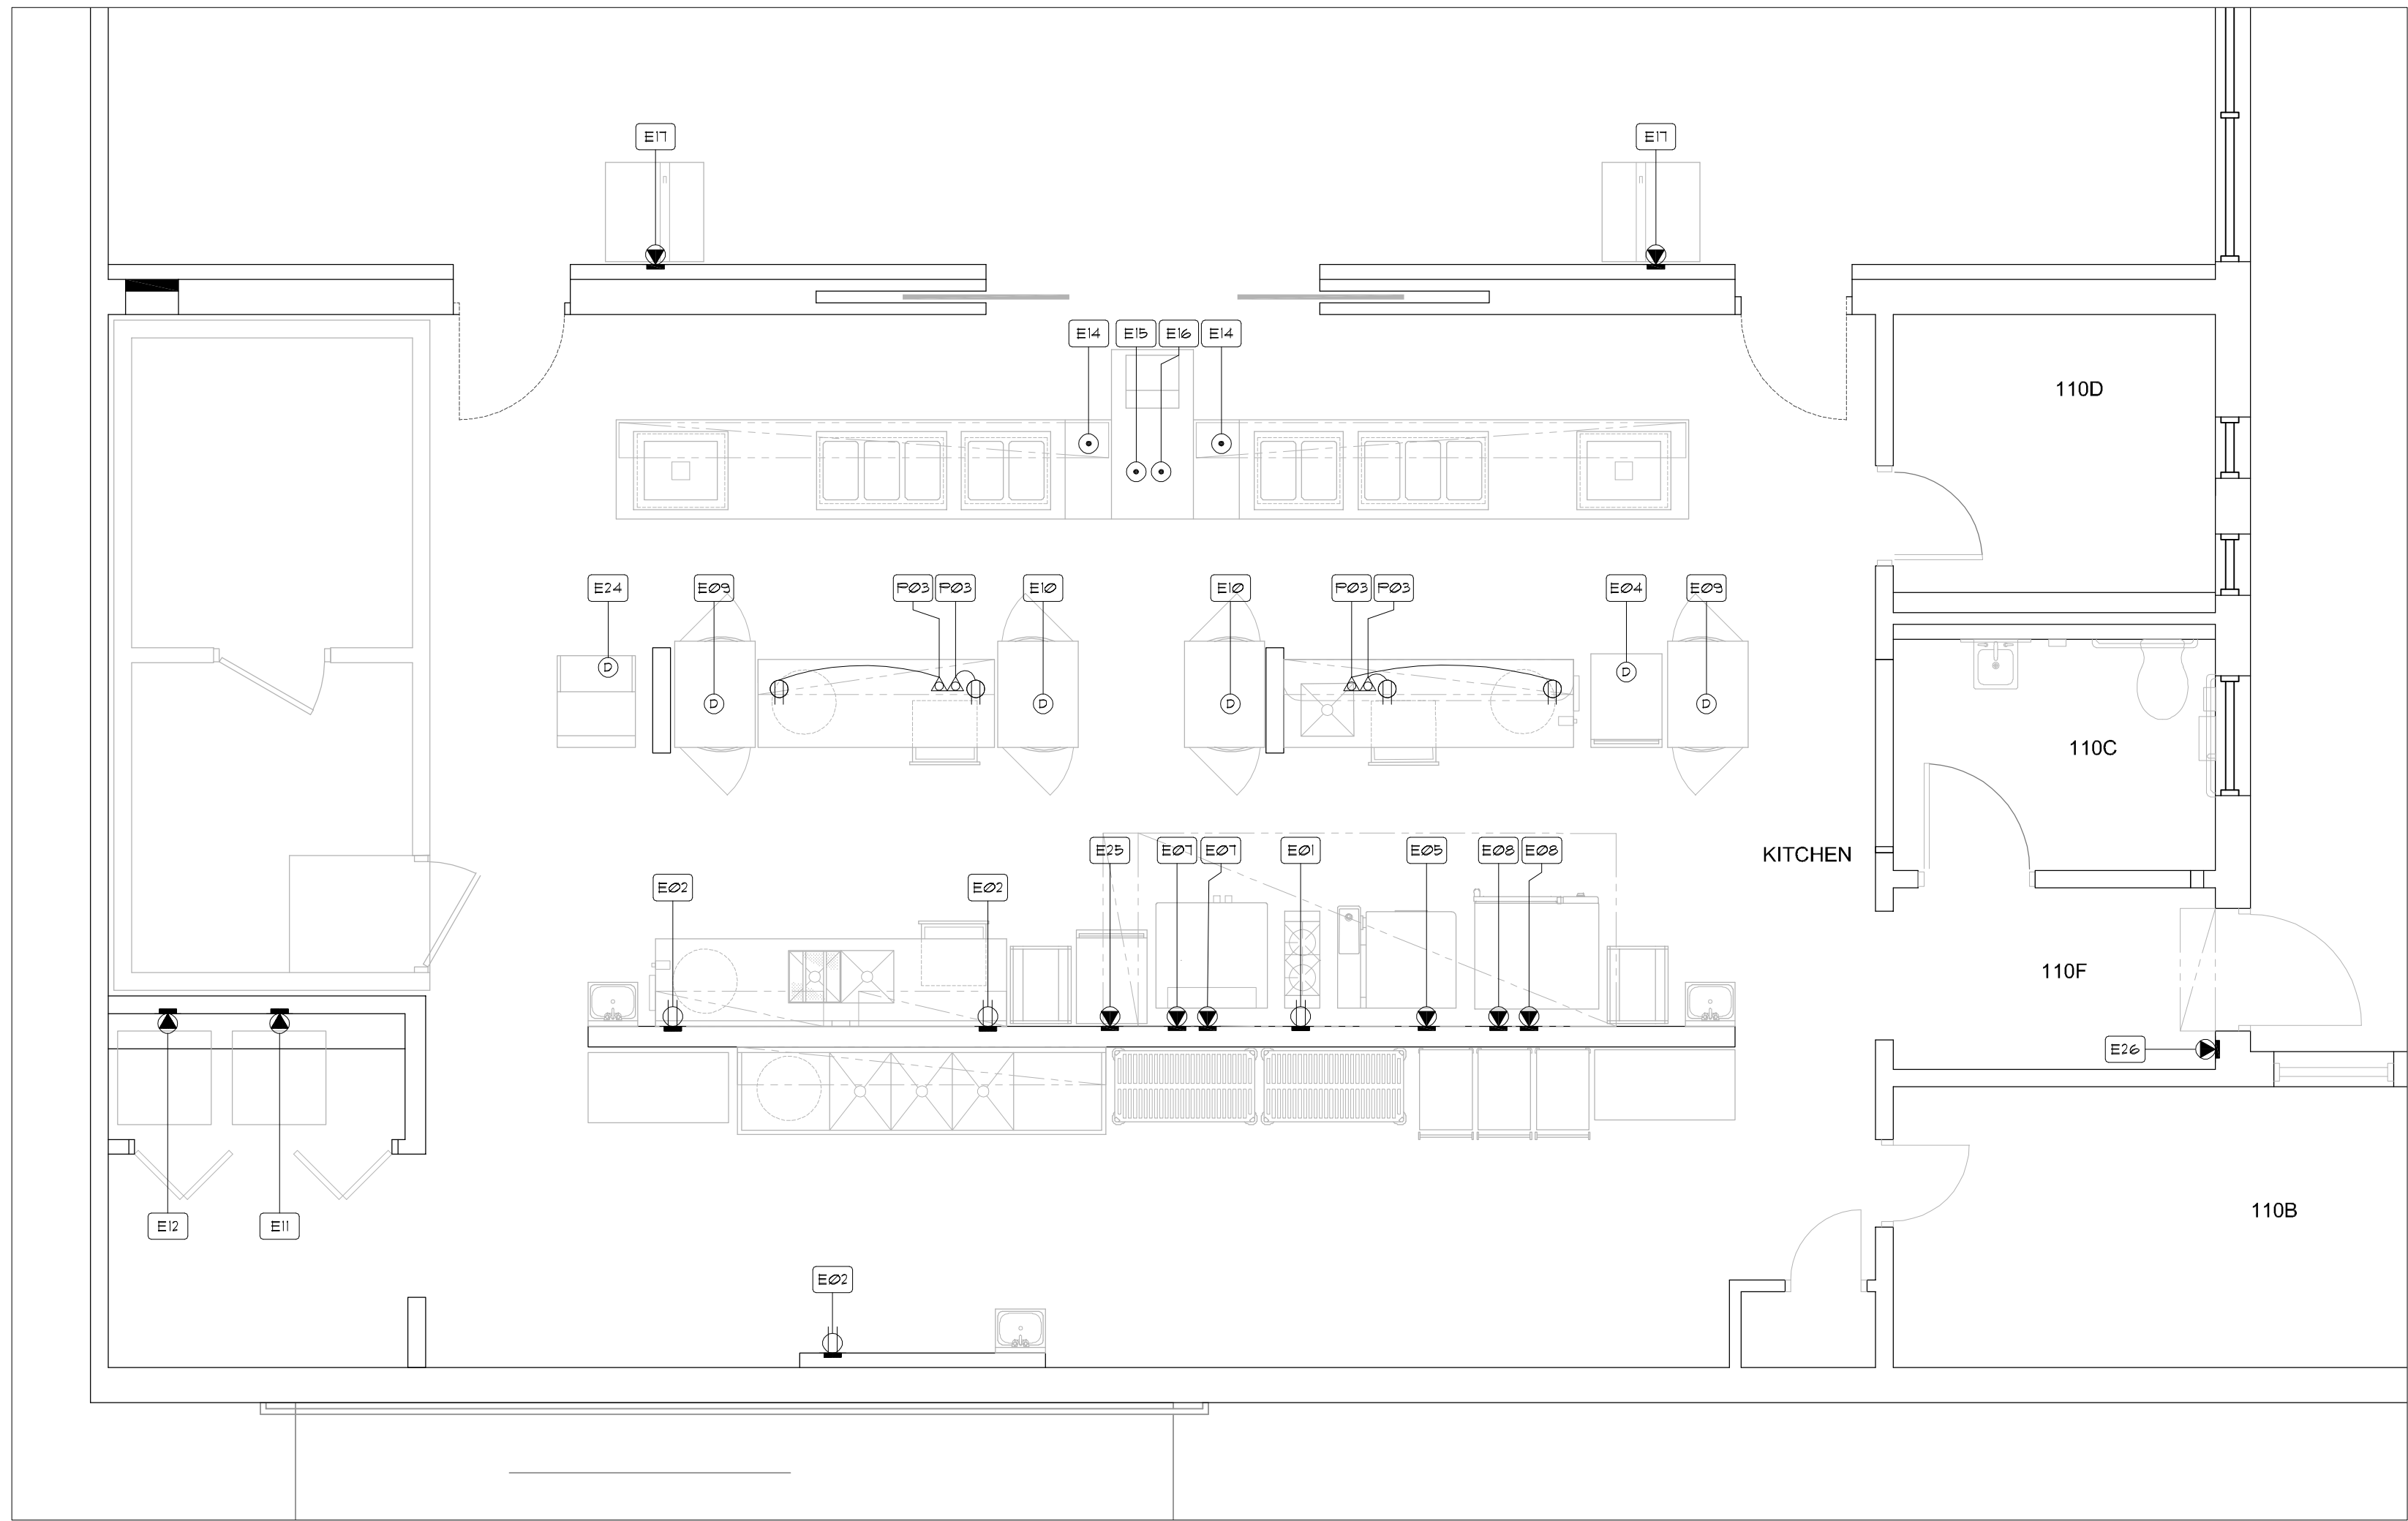 E17 E17
E14 E15 E16 E14
110D
E24 E09 P03 P03 E10 E10 P03 P03 E04 E09
D D D D D D
110C
E25 E07 E07 E01 E05 E08 E08
KITCHEN
E02 E02
110F
E26
110B
E12 E11
E02